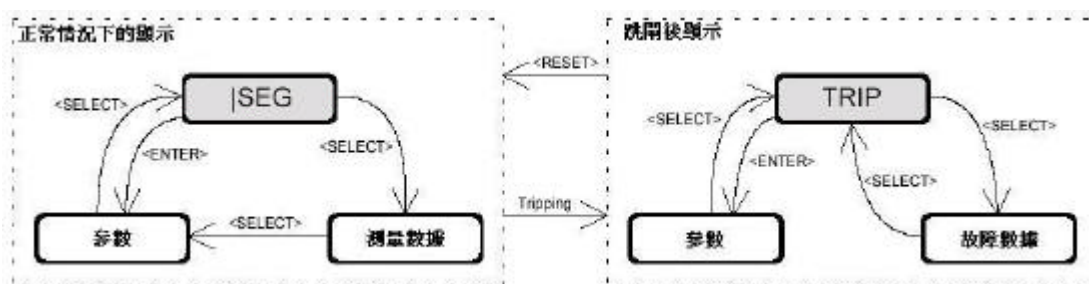 正常情況下的顯示
|SEG
<SELECT>
<ENTER>
<SELECT>
參數
<SELECT>
測量數據
<RESET>
Tripping
跳閘後顯示
TRIP
<SELECT>
<ENTER>
<SELECT>
<SELECT>
參數
故障數據